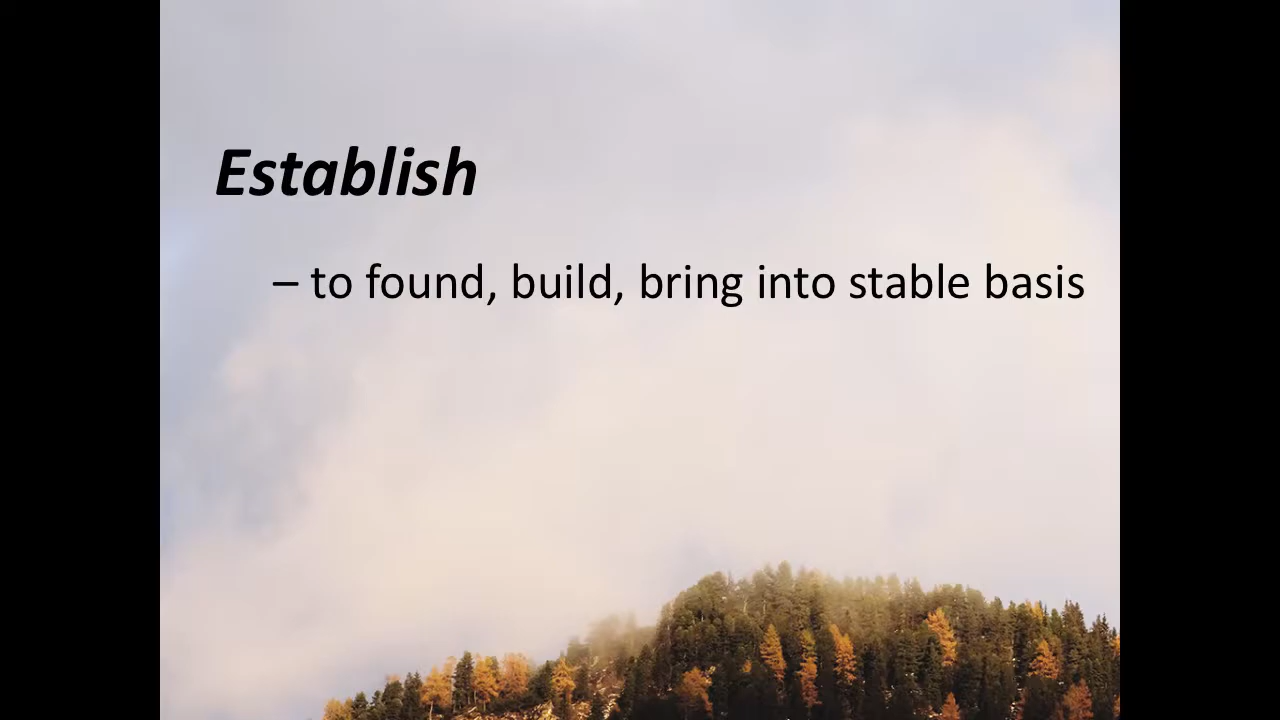 Establish
– to found, build, bring into stable basis